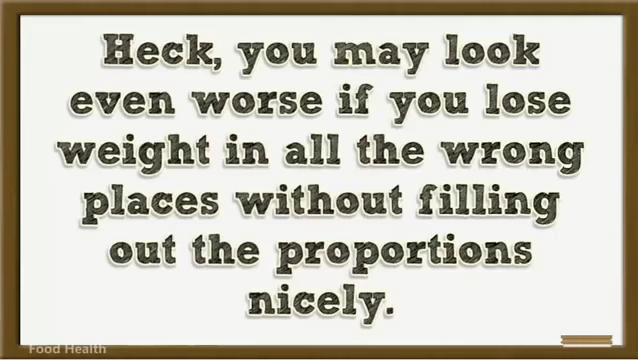 Heck, you may look
even worse if you lose
weight in all the wrong
places without filling
out the proportions
nicely.
Food Health